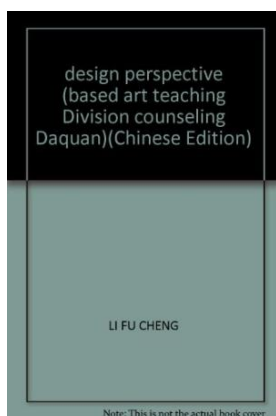 design perspective
(based art teaching
Division counseling
Daquan)(Chinese Edition)
LI FU CHENG
Note: This is not the actual book cover